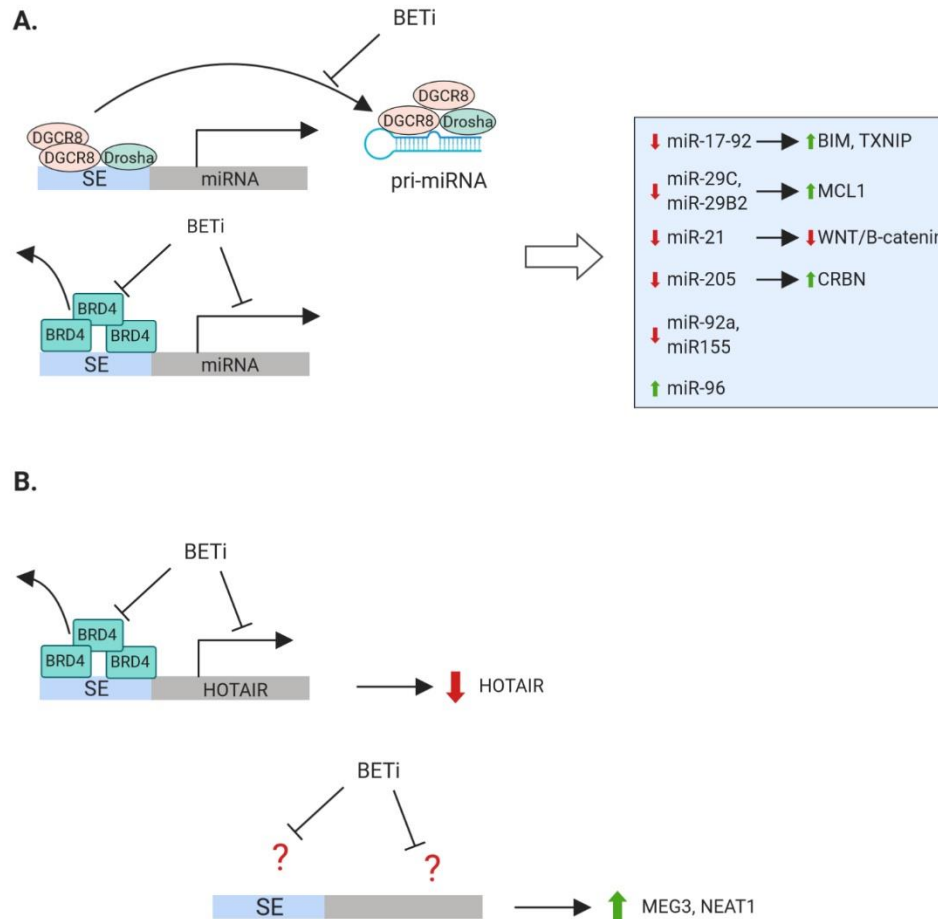 A.
BETi
DGCR8
DGCR8 Drosha
DGCR8
DGCR8 Drosha
SE miRNA
pri-miRNA
BETi
BRD4
BRD4 BRD4
SE miRNA
miR-17-92 BIM, TXNIP
miR-29C,
miR-29B2 MCL1
miR-21 WNT/B-catenin
miR-205 CRBN
miR-92a,
miR155
miR-96
B.
BETi
BRD4
BRD4 BRD4
SE HOTAIR
HOTAIR
BETi
? ?
SE
MEG3, NEAT1